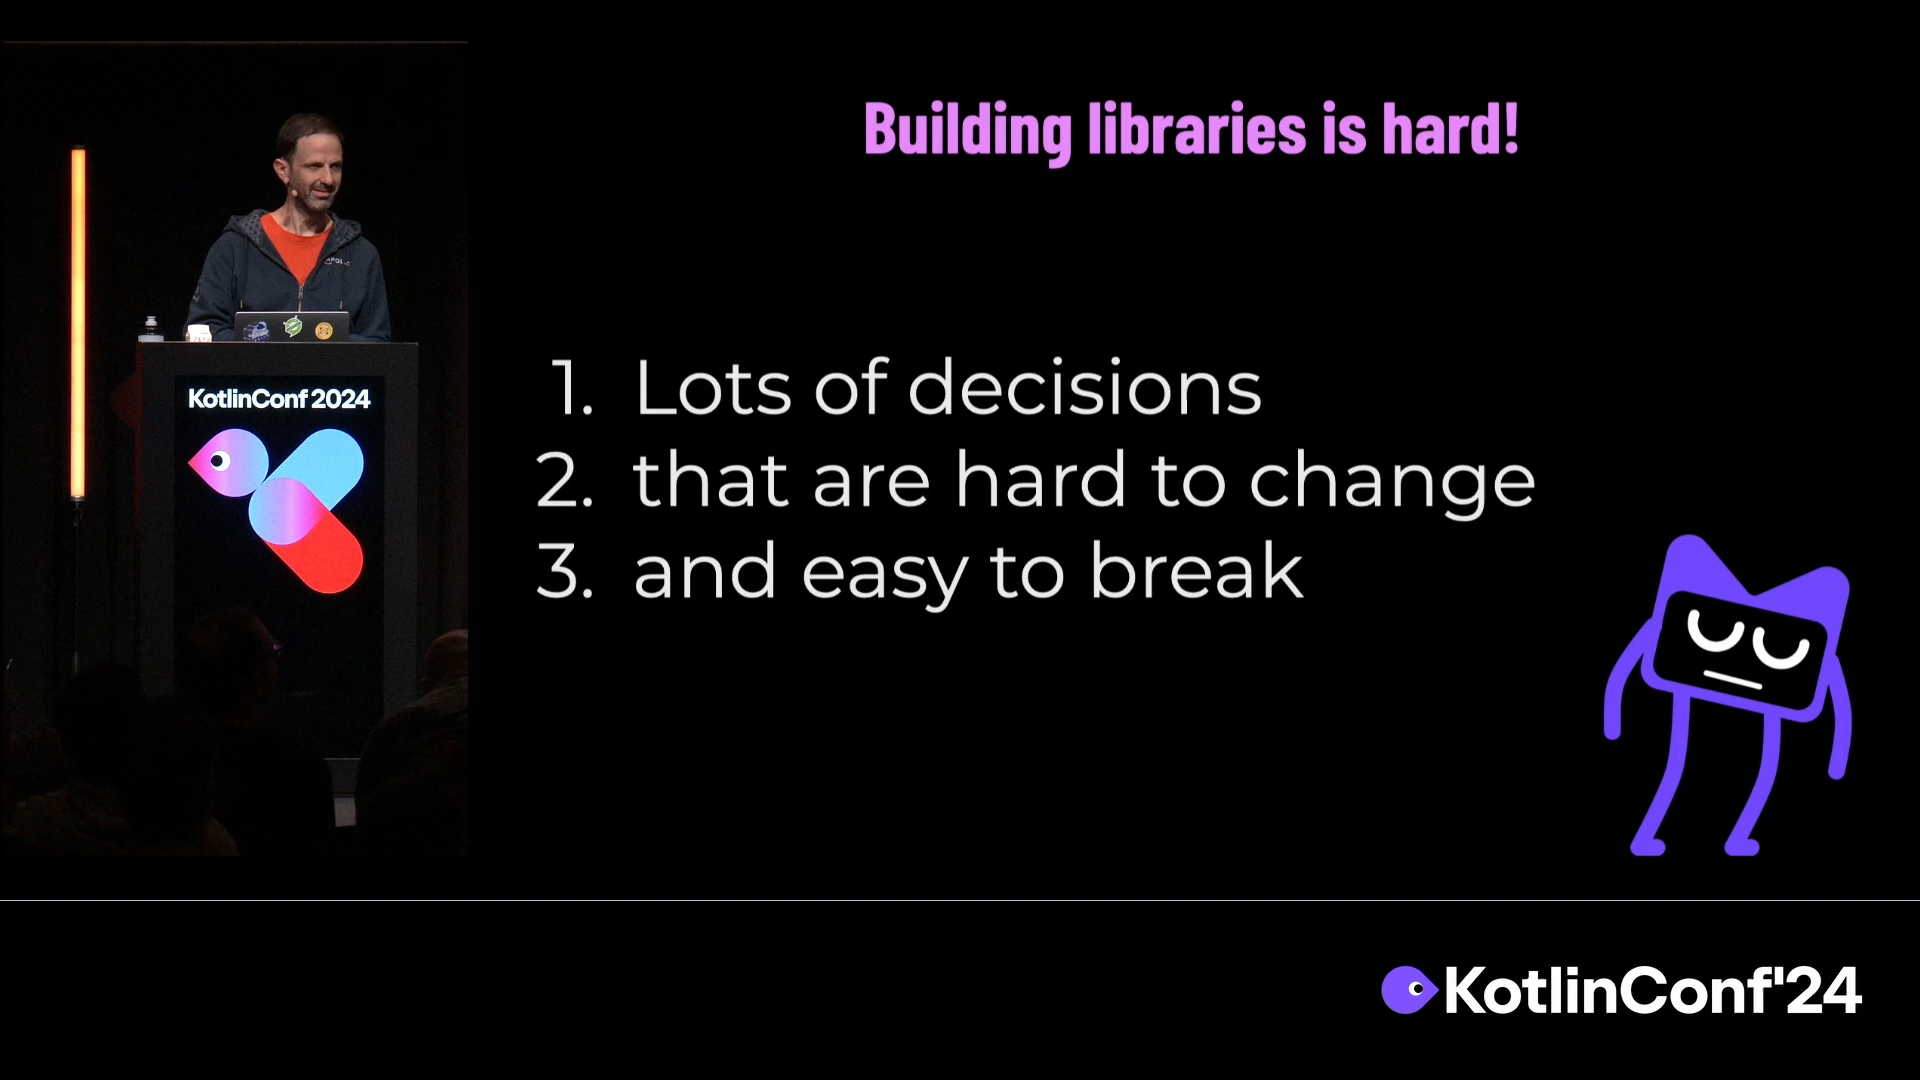 Building libraries is hard!
1. Lots of decisions
2. that are hard to change
3. and easy to break
KotlinConf 2024
KotlinConf'24